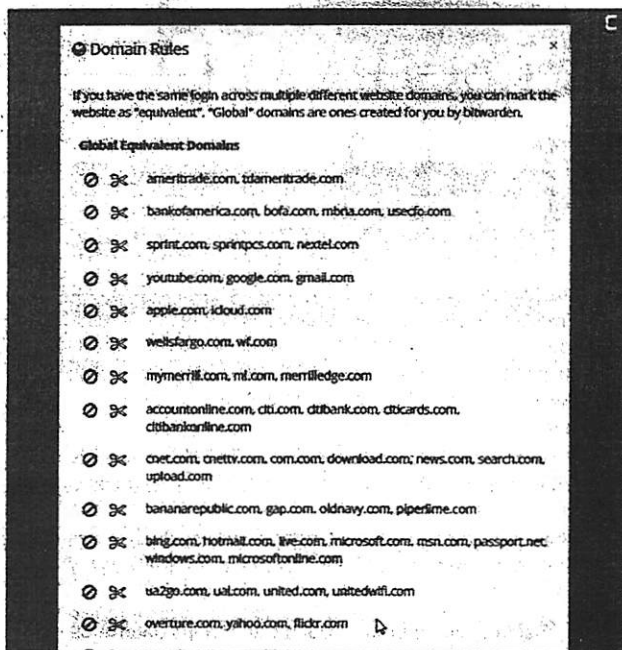 Domain Rules
If you have the same login across multiple different website domains, you can mark the
website as "equivalent". "Global" domains are ones created for you by bitwarden.
Global Equivalent Domains
ameritrade.com, tdameritrade.com
bankofamerica.com, bofa.com, mbna.com, usecfo.com
sprint.com, sprintpcs.com, nextel.com
youtube.com, google.com, gmail.com
apple.com, icloud.com
wellsfargo.com, wf.com
mymerrill.com, ml.com, merrilledge.com
accountonline.com, citi.com, citibank.com, citicards.com,
citibankonline.com
cnet.com, cnettv.com, com.com, download.com, news.com, search.com,
upload.com
bananarepublic.com, gap.com, oldnavy.com, piperlime.com
bing.com, hotmail.com, live.com, microsoft.com, msn.com, passport.net,
windows.com, microsoftonline.com
ua2go.com, ual.com, united.com, unitedwifi.com
overture.com, yahoo.com, flickr.com